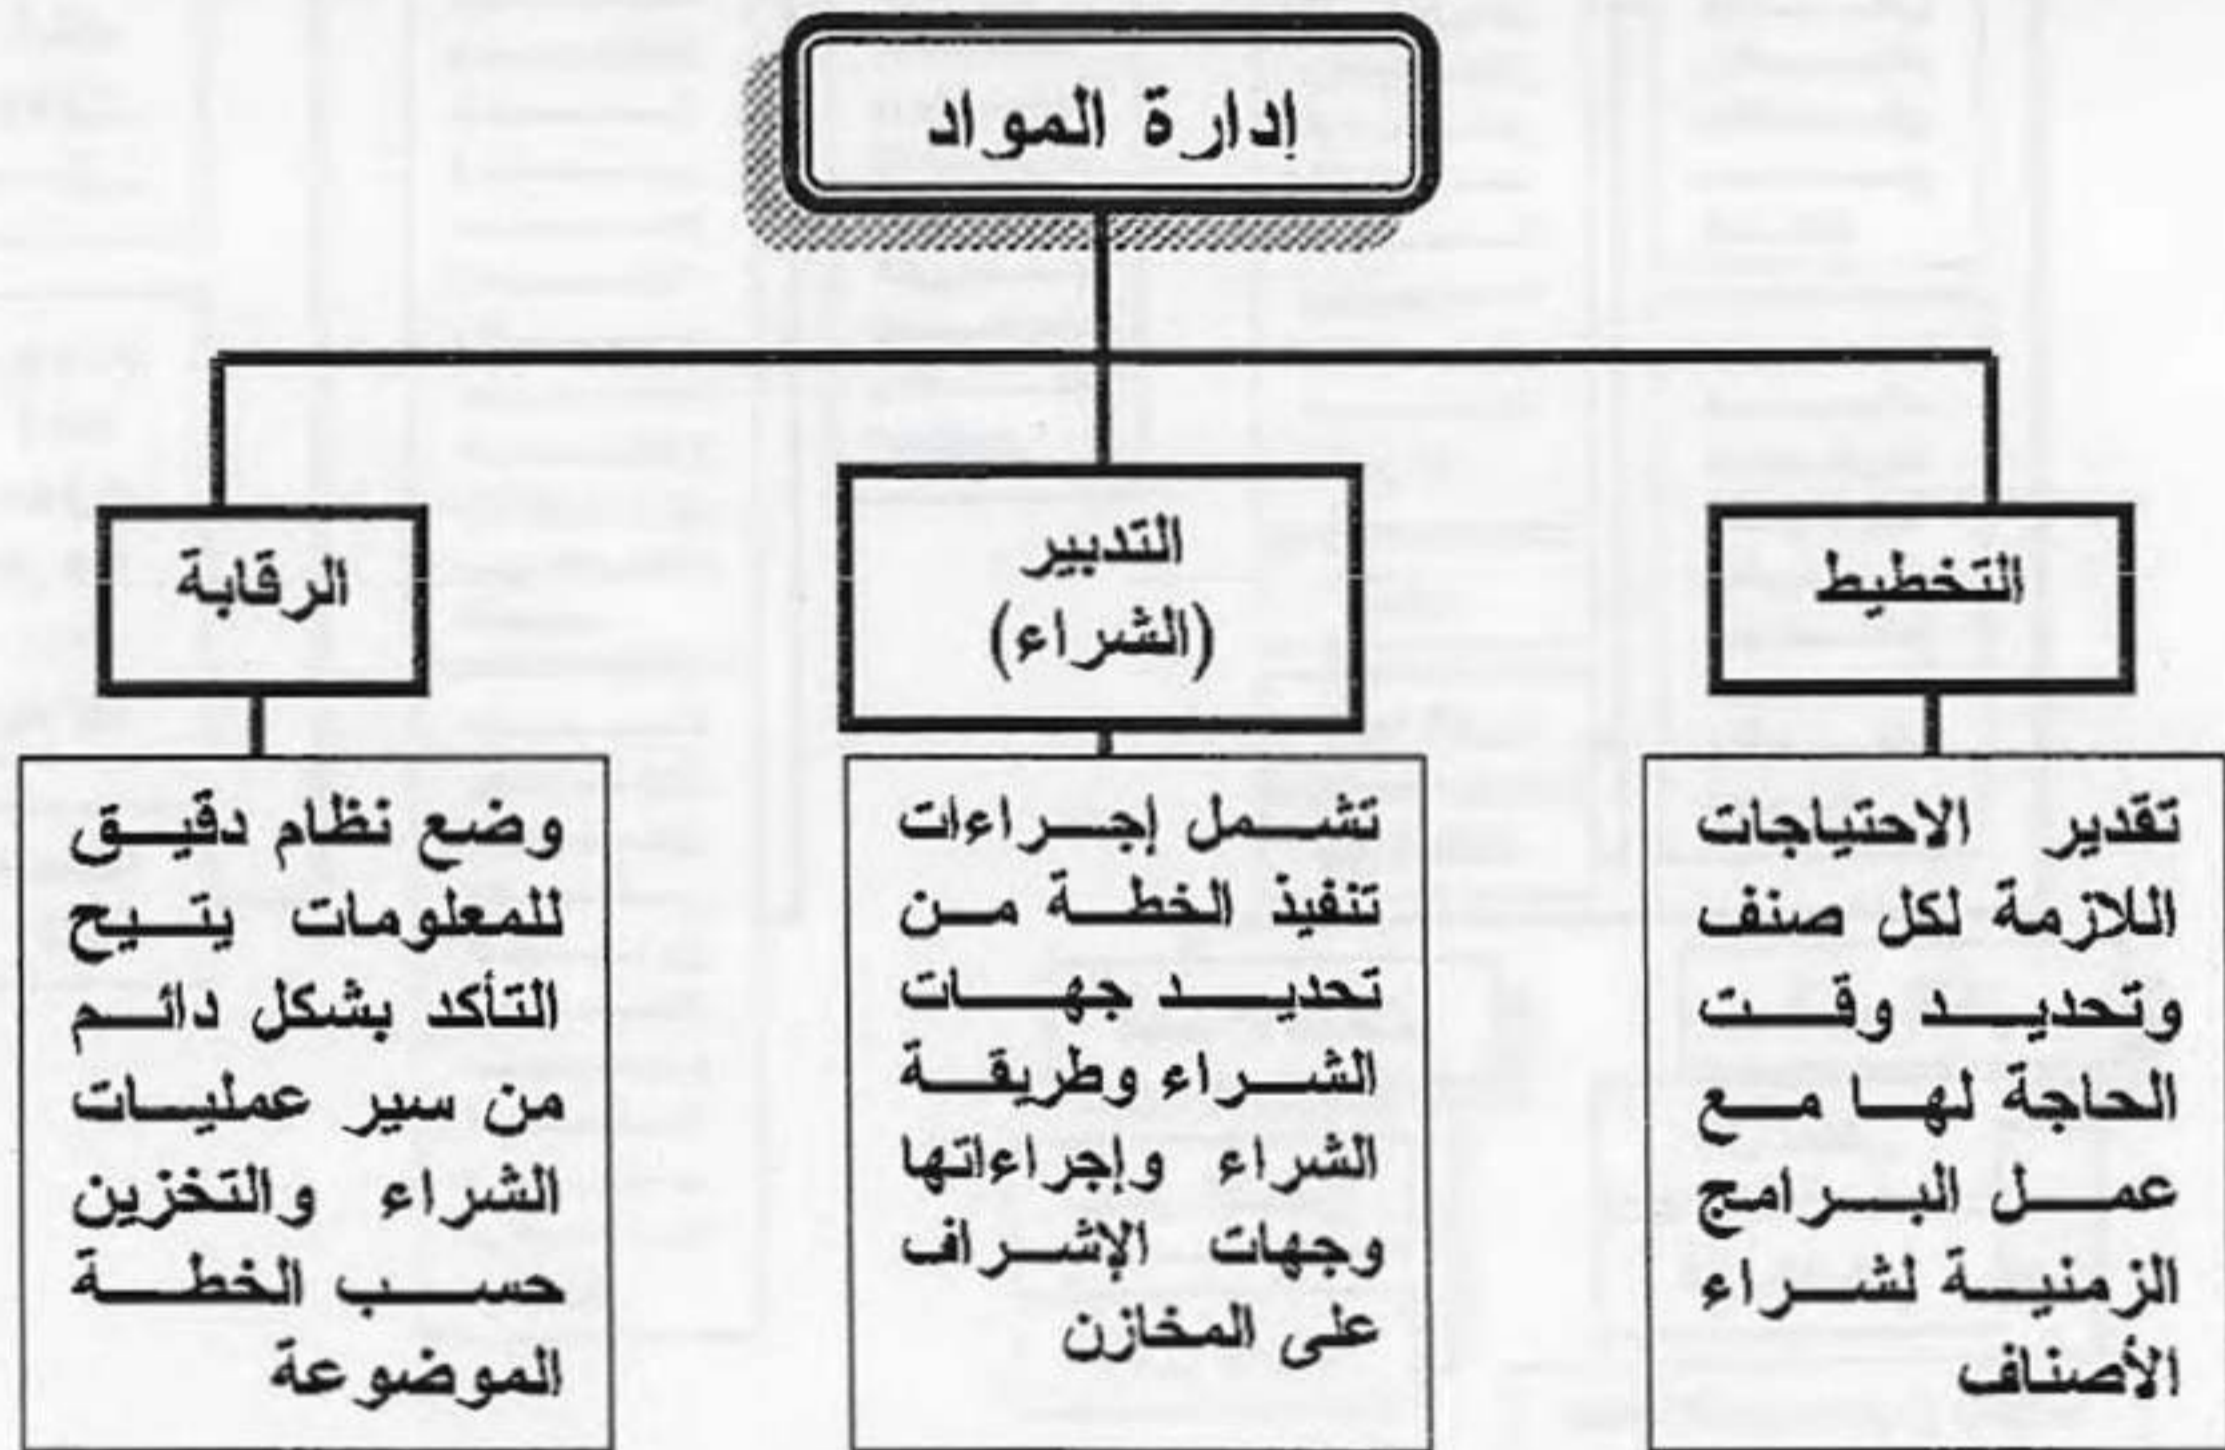 إدارة المواد
التخطيط
التدبير
(الشراء)
الرقابة
تقدير الاحتياجات
اللازمة لكل صنف
وتحديد وقت
الحاجة لها مع
عمل البرامج
الزمنية لشراء
الأصناف
تشمل إجراءات
تنفيذ الخطة من
تحديد جهات
الشراء وطريقة
الشراء وإجراءاتها
وجهات الإشراف
على المخازن
وضع نظام دقيق
للمعلومات يتيح
التأكد بشكل دائم
من سير عمليات
الشراء والتخزين
حسب الخطة
الموضوعة